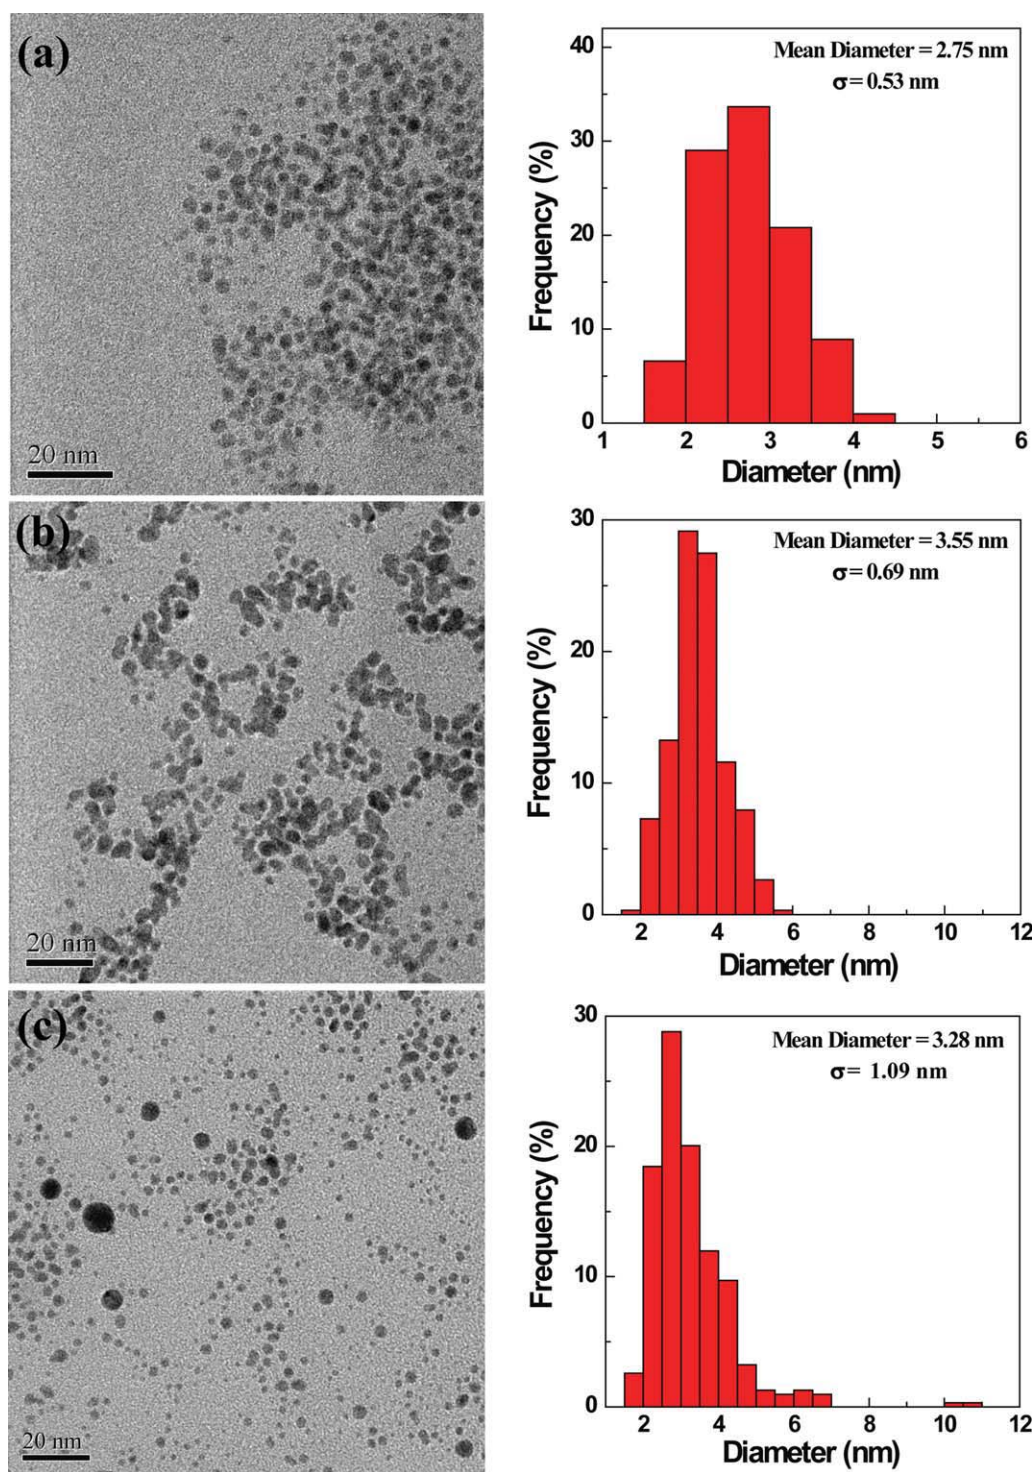 (a)
20 nm
Mean Diameter = 2.75 nm
σ = 0.53 nm
Frequency (%)
40
30
20
10
0
1 2 3 4 5 6
Diameter (nm)
(b)
20 nm
Mean Diameter = 3.55 nm
σ = 0.69 nm
Frequency (%)
30
20
10
0
2 4 6 8 10 12
Diameter (nm)
(c)
20 nm
Mean Diameter = 3.28 nm
σ = 1.09 nm
Frequency (%)
30
20
10
0
2 4 6 8 10 12
Diameter (nm)